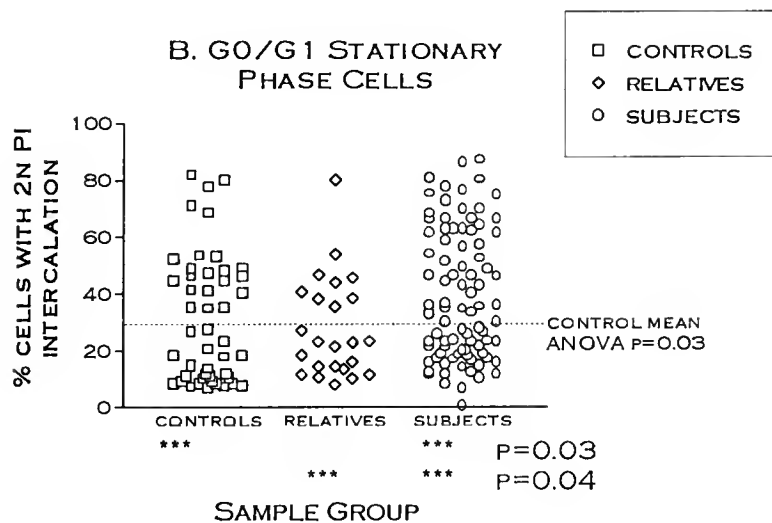 B. G0/G1 STATIONARY
PHASE CELLS
CONTROLS
RELATIVES
SUBJECTS
% CELLS WITH 2N PI
INTERCALATION
100
80
60
40
20
0
CONTROL MEAN
ANOVA P=0.03
CONTROLS RELATIVES SUBJECTS
*** *** P=0.03
*** *** P=0.04
SAMPLE GROUP